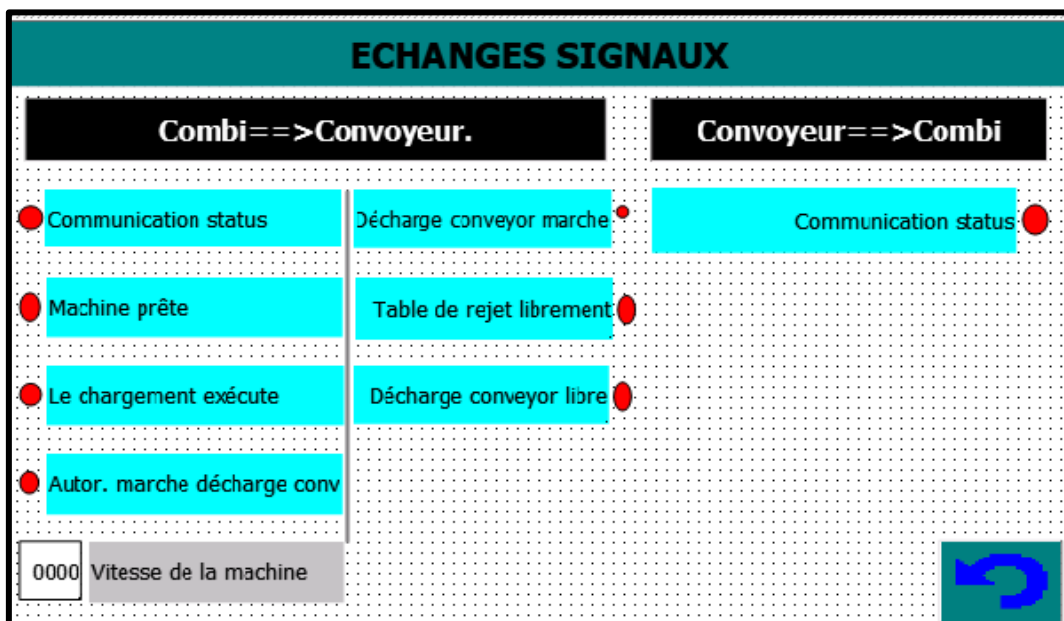 ECHANGES SIGNAUX
Combi==>Convoyeur.
Convoyeur==>Combi
Communication status
Décharge conveyor marche
Communication status
Machine prête
Table de rejet librement
Le chargement exécute
Décharge conveyor libre
Autor. marche décharge conv
0000 Vitesse de la machine